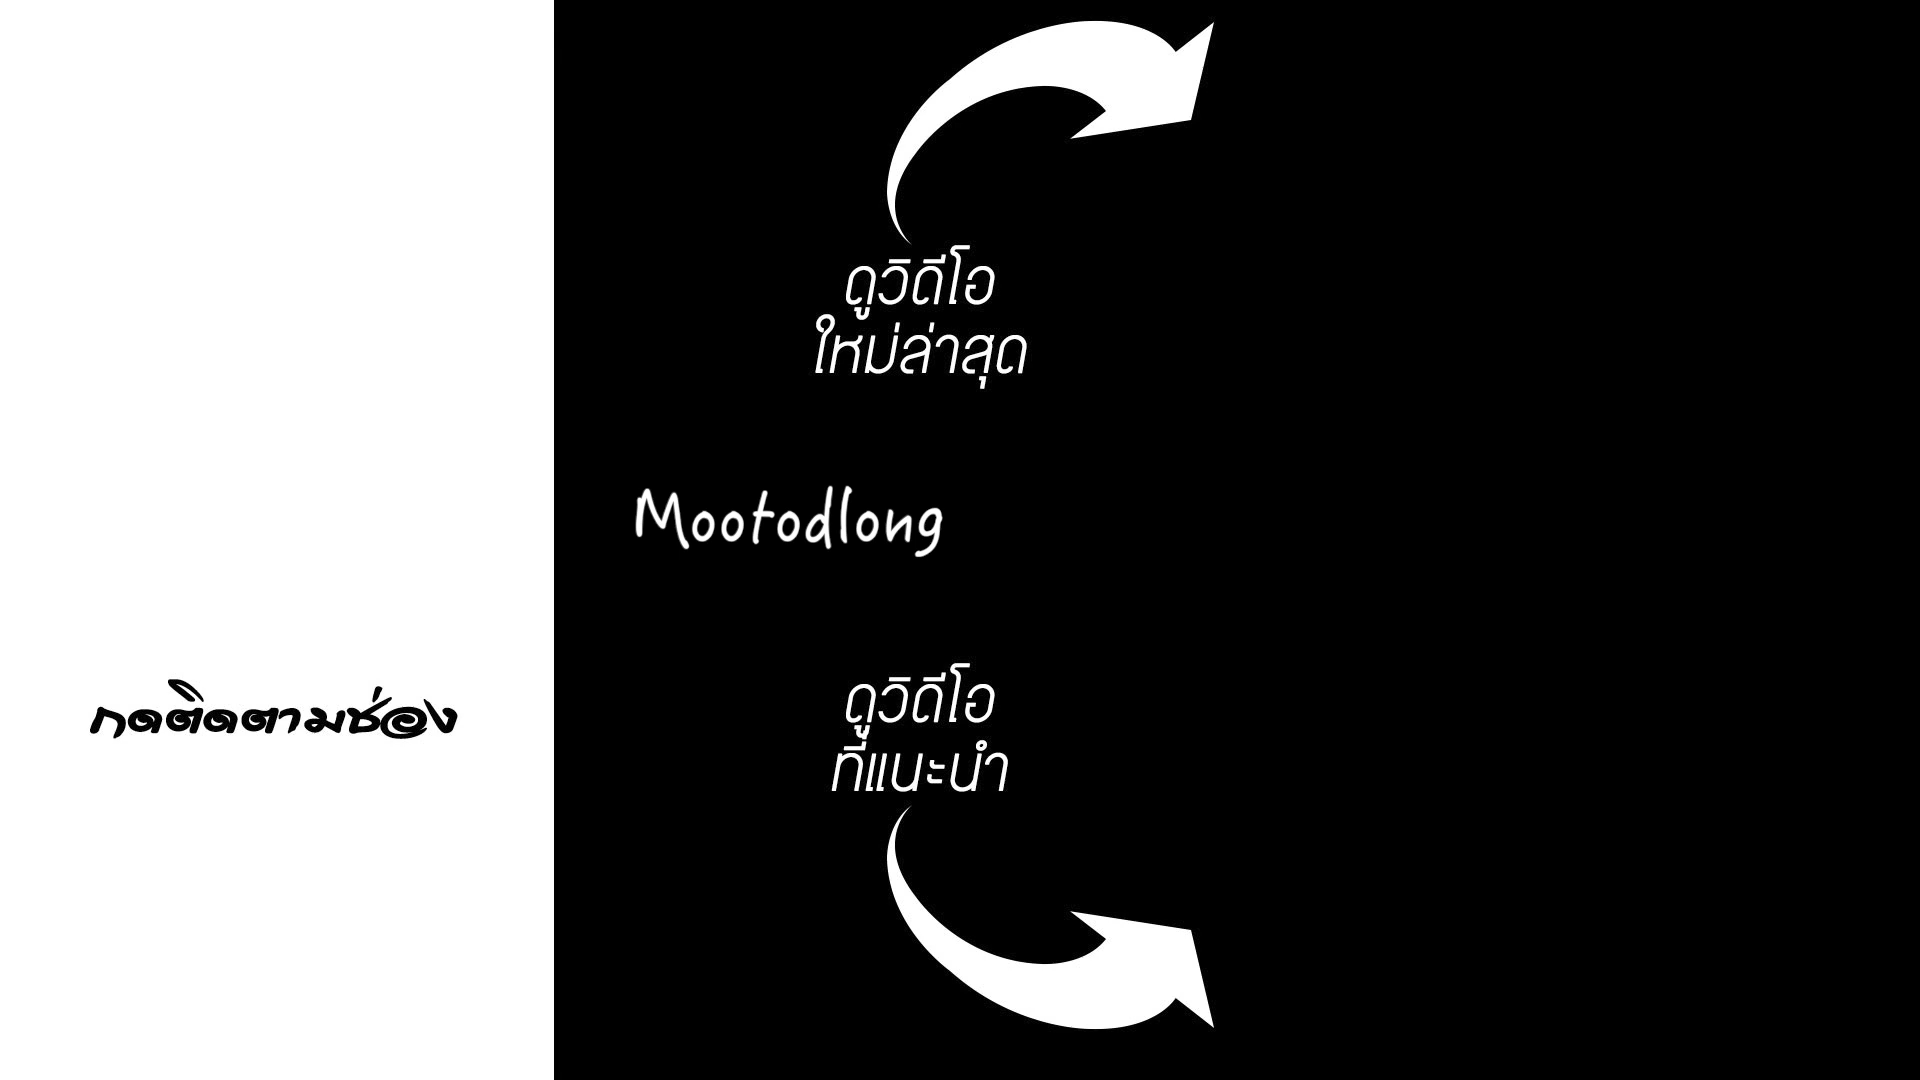 ดูวิดีโอ
ใหม่ล่าสุด
Mootodlong
กดติดตามช่อง
ดูวิดีโอ
ที่แนะนำ